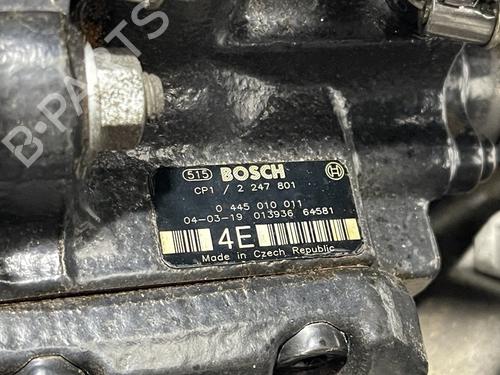 B-PARTS
515 BOSCH
CP1 / 2 247 801
0 445 010 011
04-03-19 013936 64581
4E
Made in Czech Republic